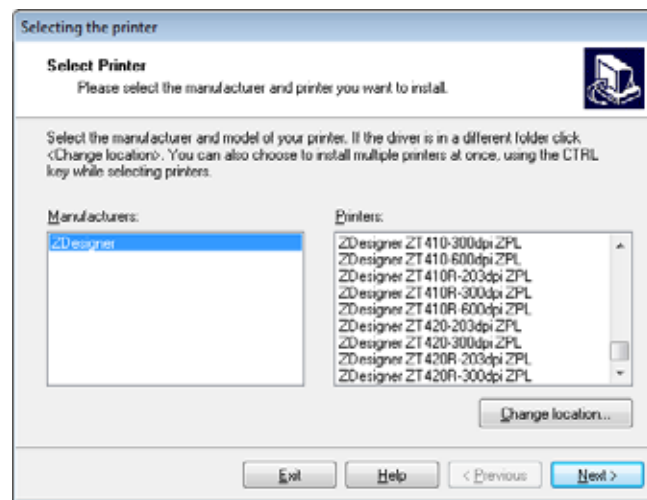 Selecting the printer
Select Printer
Please select the manufacturer and printer you want to install.
Select the manufacturer and model of your printer. If the driver is in a different folder click
<Change location>. You can also choose to install multiple printers at once, using the CTRL
key while selecting printers.
Manufacturers:
ZDesigner
Printers:
ZDesigner ZT410-300dpi ZPL
ZDesigner ZT410-600dpi ZPL
ZDesigner ZT410R-203dpi ZPL
ZDesigner ZT410R-300dpi ZPL
ZDesigner ZT410R-600dpi ZPL
ZDesigner ZT420-203dpi ZPL
ZDesigner ZT420-300dpi ZPL
ZDesigner ZT420R-203dpi ZPL
ZDesigner ZT420R-300dpi ZPL
Change location...
Exit
Help
< Previous
Next >